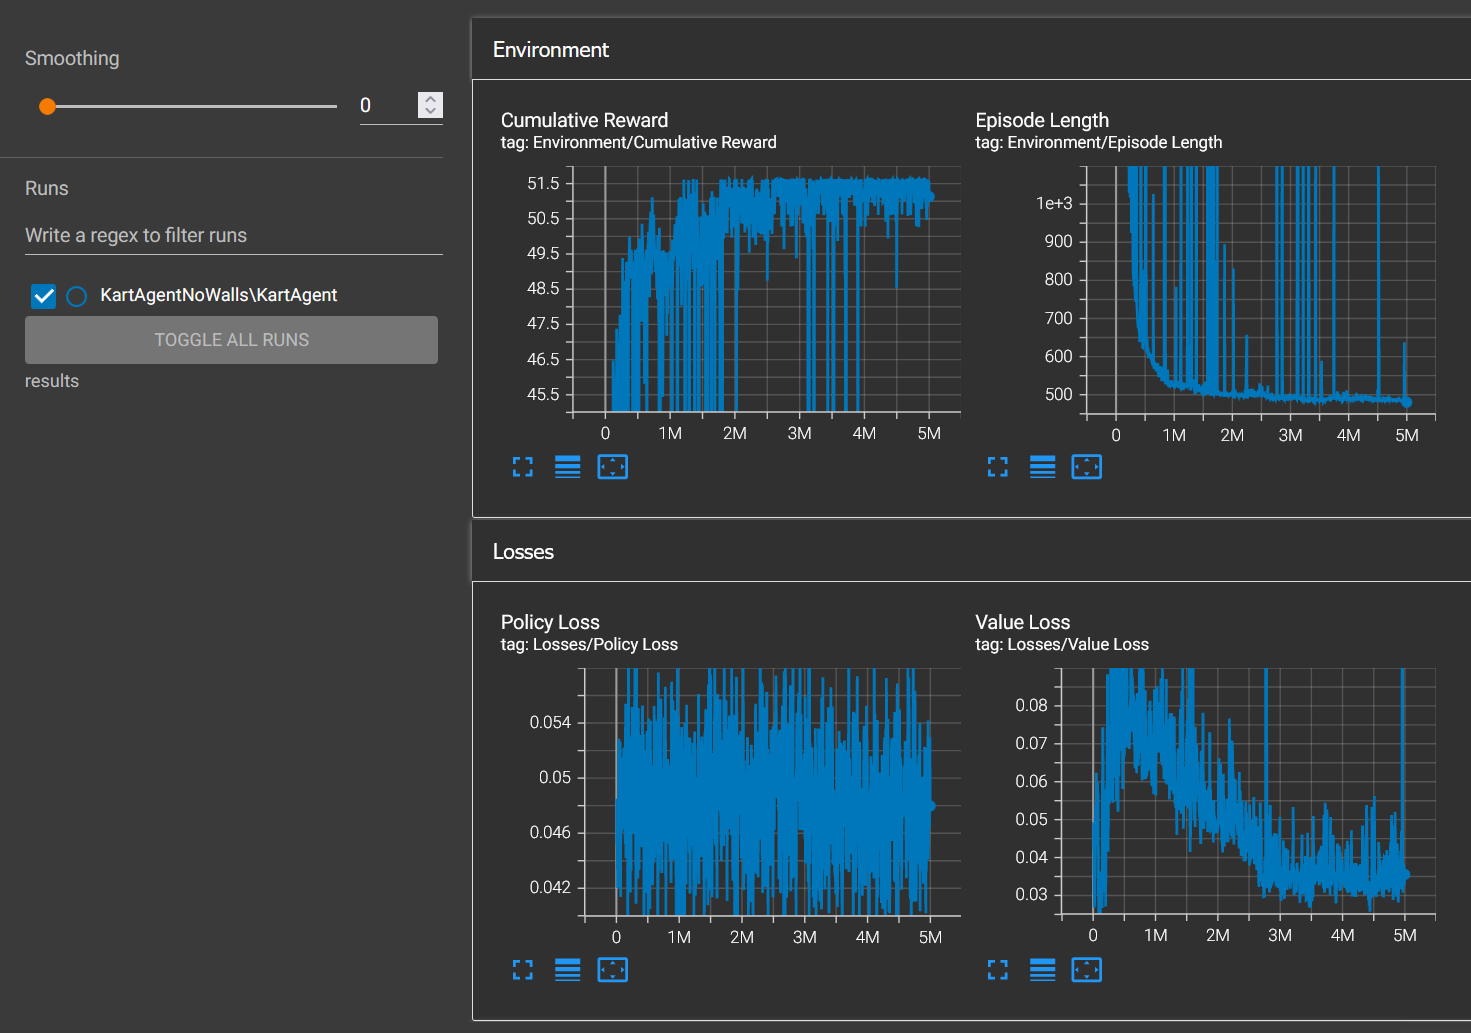 Smoothing
0
Runs
Write a regex to filter runs
KartAgentNoWalls\KartAgent
TOGGLE ALL RUNS
results
Environment
Cumulative Reward
tag: Environment/Cumulative Reward
51.5
50.5
49.5
48.5
47.5
46.5
45.5
0 1M 2M 3M 4M 5M
Episode Length
tag: Environment/Episode Length
1e+3
900
800
700
600
500
0 1M 2M 3M 4M 5M
Losses
Policy Loss
tag: Losses/Policy Loss
0.054
0.05
0.046
0.042
0 1M 2M 3M 4M 5M
Value Loss
tag: Losses/Value Loss
0.08
0.07
0.06
0.05
0.04
0.03
0 1M 2M 3M 4M 5M